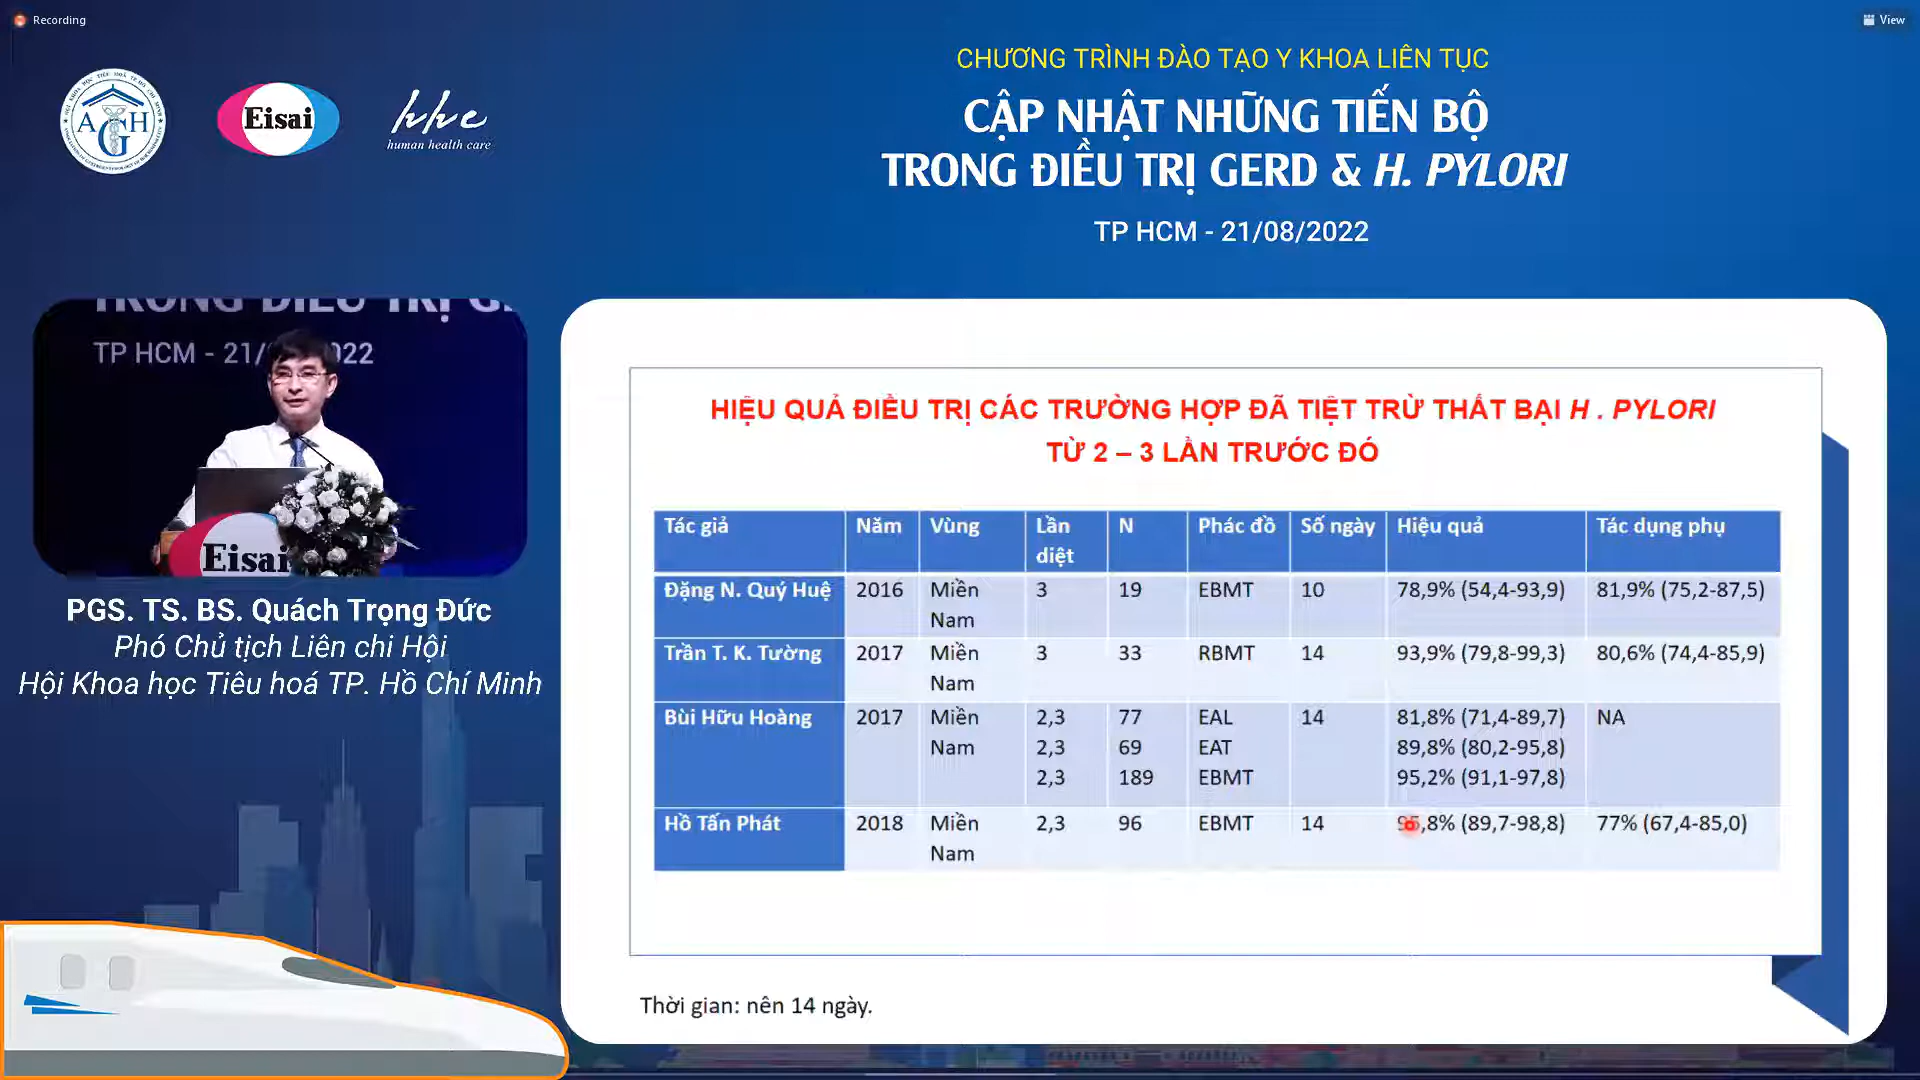 Recording
View
CHƯƠNG TRÌNH ĐÀO TẠO Y KHOA LIÊN TỤC
CẬP NHẬT NHỮNG TIẾN BỘ
TRONG ĐIỀU TRỊ GERD & H. PYLORI
TP HCM - 21/08/2022
AGH
Eisai
hhc
human health care
TP HCM - 21/ 022
Eisai
PGS. TS. BS. Quách Trọng Đức
Phó Chủ tịch Liên chi Hội
Hội Khoa học Tiêu hoá TP. Hồ Chí Minh
HIỆU QUẢ ĐIỀU TRỊ CÁC TRƯỜNG HỢP ĐÃ TIỆT TRỪ THẤT BẠI H . PYLORI
TỪ 2 – 3 LẦN TRƯỚC ĐÓ
Tác giả Năm Vùng Lần diệt N Phác đồ Số ngày Hiệu quả Tác dụng phụ
Đặng N. Quý Huệ 2016 Miền Nam 3 19 EBMT 10 78,9% (54,4-93,9) 81,9% (75,2-87,5)
Trần T. K. Tường 2017 Miền Nam 3 33 RBMT 14 93,9% (79,8-99,3) 80,6% (74,4-85,9)
Bùi Hữu Hoàng 2017 Miền Nam 2,3 77 EAL 14 81,8% (71,4-89,7) NA
2,3 69 EAT 89,8% (80,2-95,8)
2,3 189 EBMT 95,2% (91,1-97,8)
Hồ Tấn Phát 2018 Miền Nam 2,3 96 EBMT 14 95,8% (89,7-98,8) 77% (67,4-85,0)
Thời gian: nên 14 ngày.